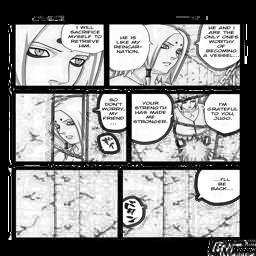 HE AND I
ARE THE ONLY
ONES
WORTHY
OF
BECOMING
A VESSEL...
HE IS
LIKE MY
REINCAR-
NATION.
I WILL
SACRIFICE
MYSELF TO
RETRIEVE
HIM.
I'M
GRATEFUL
TO YOU,
JUGO.
YOUR
STRENGTH
HAS MADE
ME
STRONGER.
SO
DON'T
WORRY,
MY
FRIEND
...
...I'LL
BE
BACK...